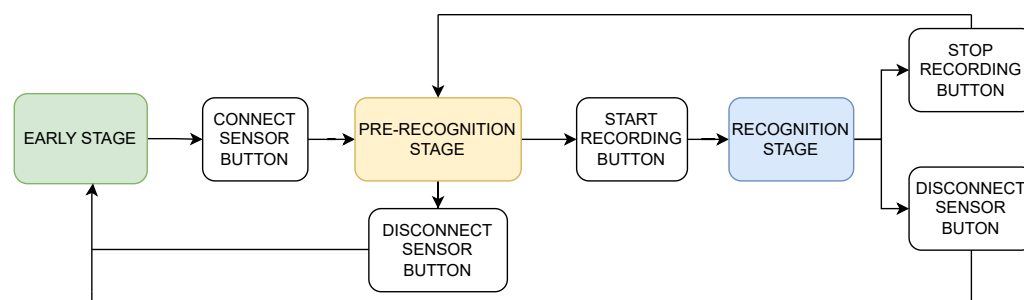 EARLY STAGE
CONNECT
SENSOR
BUTTON
PRE-RECOGNITION
STAGE
DISCONNECT
SENSOR
BUTTON
START
RECORDING
BUTTON
RECOGNITION
STAGE
STOP
RECORDING
BUTTON
DISCONNECT
SENSOR
BUTON